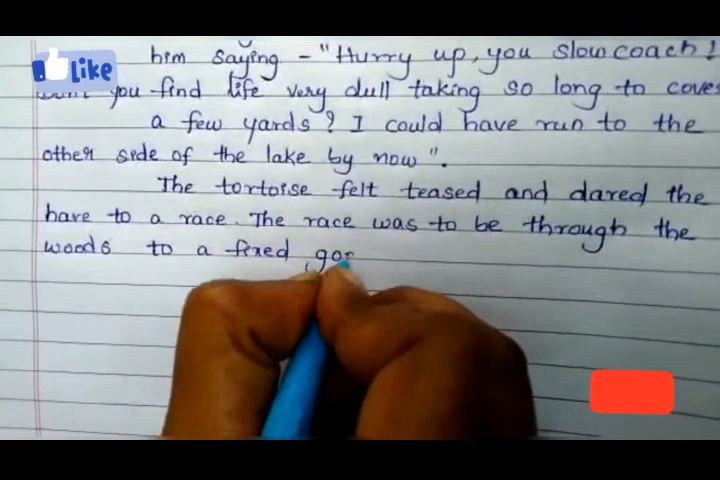 Like
him saying - "Hurry up, you slowcoach!
you find life very dull taking so long to cover
a few yards? I could have run to the
other side of the lake by now".
The tortoise felt teased and dared the
hare to a race. The race was to be through the
woods to a fixed